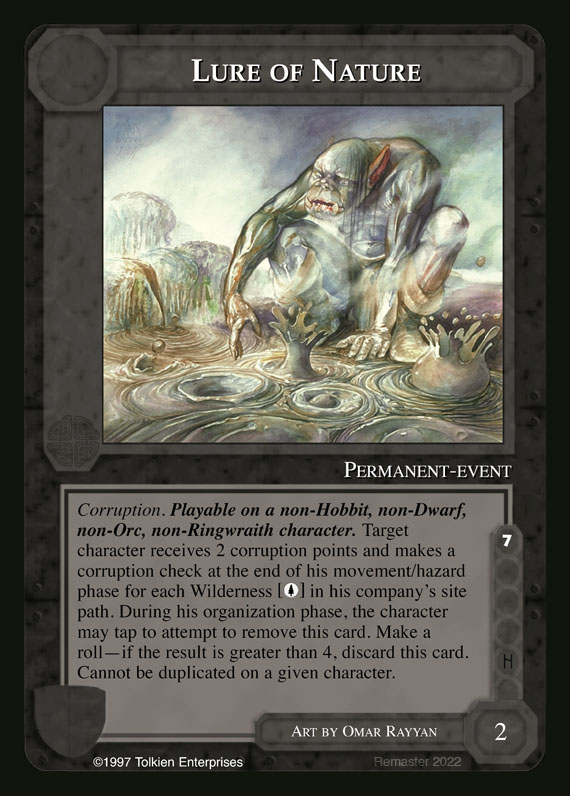 LURE OF NATURE
PERMANENT-EVENT
Corruption. Playable on a non-Hobbit, non-Dwarf,
non-Orc, non-Ringwraith character. Target
character receives 2 corruption points and makes a
corruption check at the end of his movement/hazard
phase for each Wilderness [] in his company's site
path. During his organization phase, the character
may tap to attempt to remove this card. Make a
roll—if the result is greater than 4, discard this card.
Cannot be duplicated on a given character.
7
H
ART BY OMAR RAYYAN
2
©1997 Tolkien Enterprises
Remaster 2022